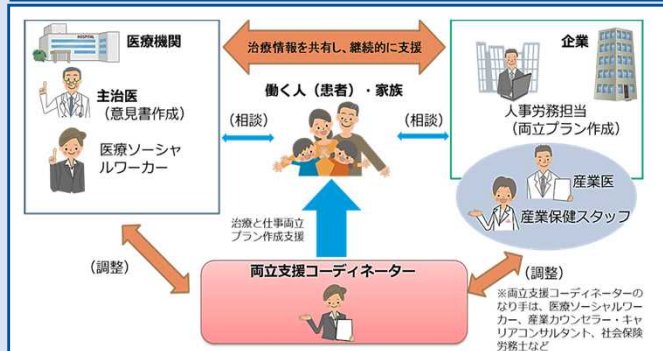 HOSPITAL
医療機関
主治医
(意見書作成)
医療ソーシャ
ルワーカー
治療情報を共有し、継続的に支援
働く人(患者)・家族
(相談)
(相談)
企業
人事労務担当
(両立プラン作成)
産業医
産業保健スタッフ
治療と仕事両立
プラン作成支援
(調整)
両立支援コーディネーター
(調整)
※両立支援コーディネーターの
なり手は、医療ソーシャルワー
カー、産業カウンセラー・キャ
リアコンサルタント、社会保険
労務士など